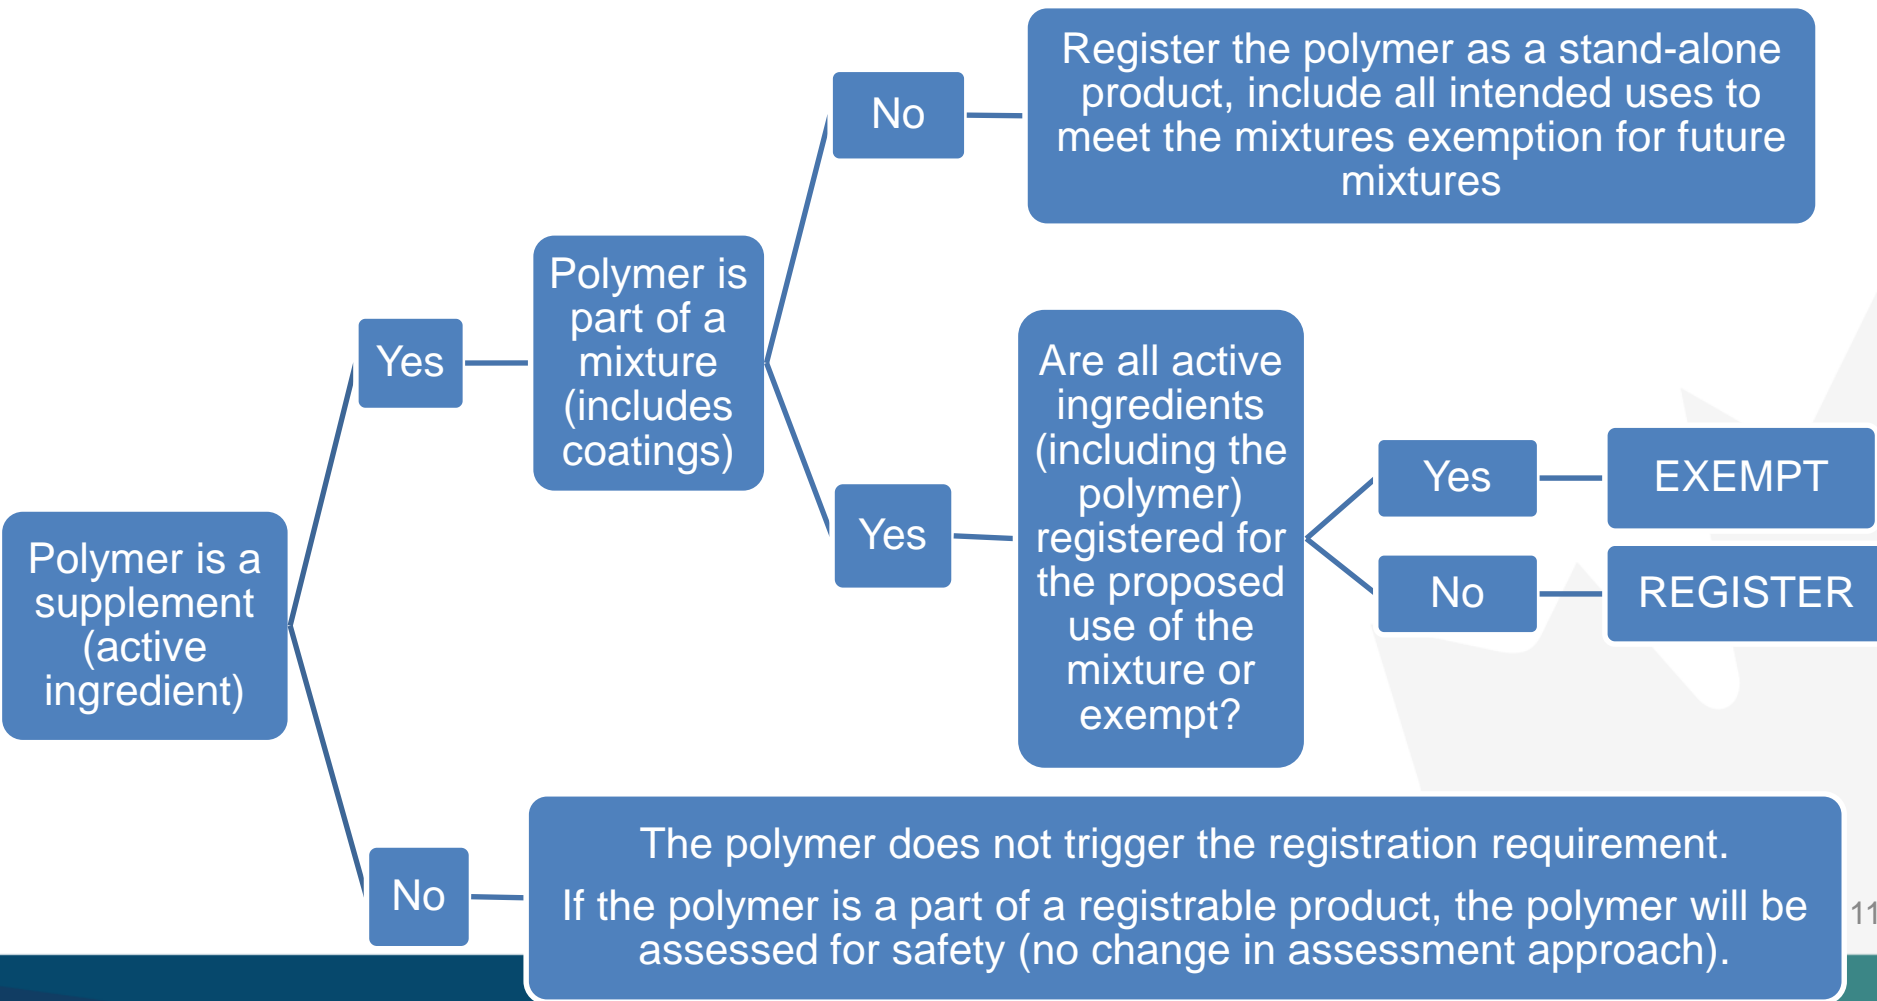 Register the polymer as a stand-alone
product, include all intended uses to
meet the mixtures exemption for future
mixtures
No
Polymer is
part of a
mixture
(includes
coatings)
Yes
Are all active
ingredients
(including the
polymer)
registered for
the proposed
use of the
mixture or
exempt?
Yes
EXEMPT
No
REGISTER
Yes
Polymer is a
supplement
(active
ingredient)
No
The polymer does not trigger the registration requirement.
If the polymer is a part of a registrable product, the polymer will be
assessed for safety (no change in assessment approach).
11